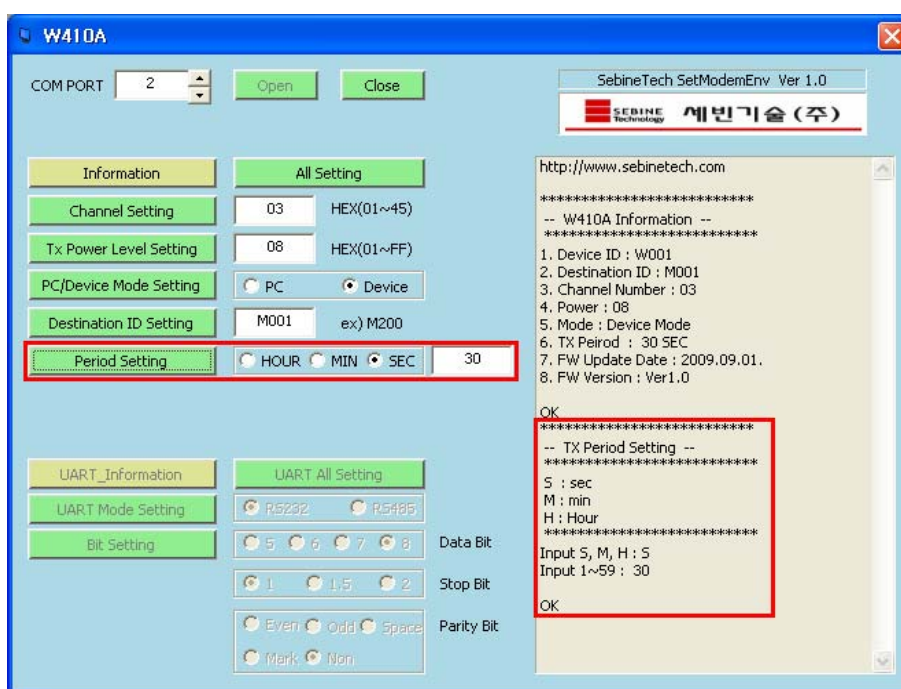 W410A
COM PORT 2 Open Close
SebineTech SetModemEnv Ver 1.0
SEBINE Technology 세빈기술(주)
Information All Setting
Channel Setting 03 HEX(01~45)
Tx Power Level Setting 08 HEX(01~FF)
PC/Device Mode Setting PC Device
Destination ID Setting M001 ex) M200
Period Setting HOUR MIN SEC 30
UART_Information UART All Setting
UART Mode Setting RS232 RS485
Bit Setting 5 6 7 8 Data Bit
1 1.5 2 Stop Bit
Even Odd Space Parity Bit
Mark Non
http://www.sebinetech.com
***************************
-- W410A Information --
***************************
1. Device ID : W001
2. Destination ID : M001
3. Channel Number : 03
4. Power : 08
5. Mode : Device Mode
6. TX Peirod : 30 SEC
7. FW Update Date : 2009.09.01.
8. FW Version : Ver1.0
OK
***************************
-- TX Period Setting --
***************************
S : sec
M : min
H : Hour
***************************
Input S, M, H : S
Input 1~59 : 30
OK